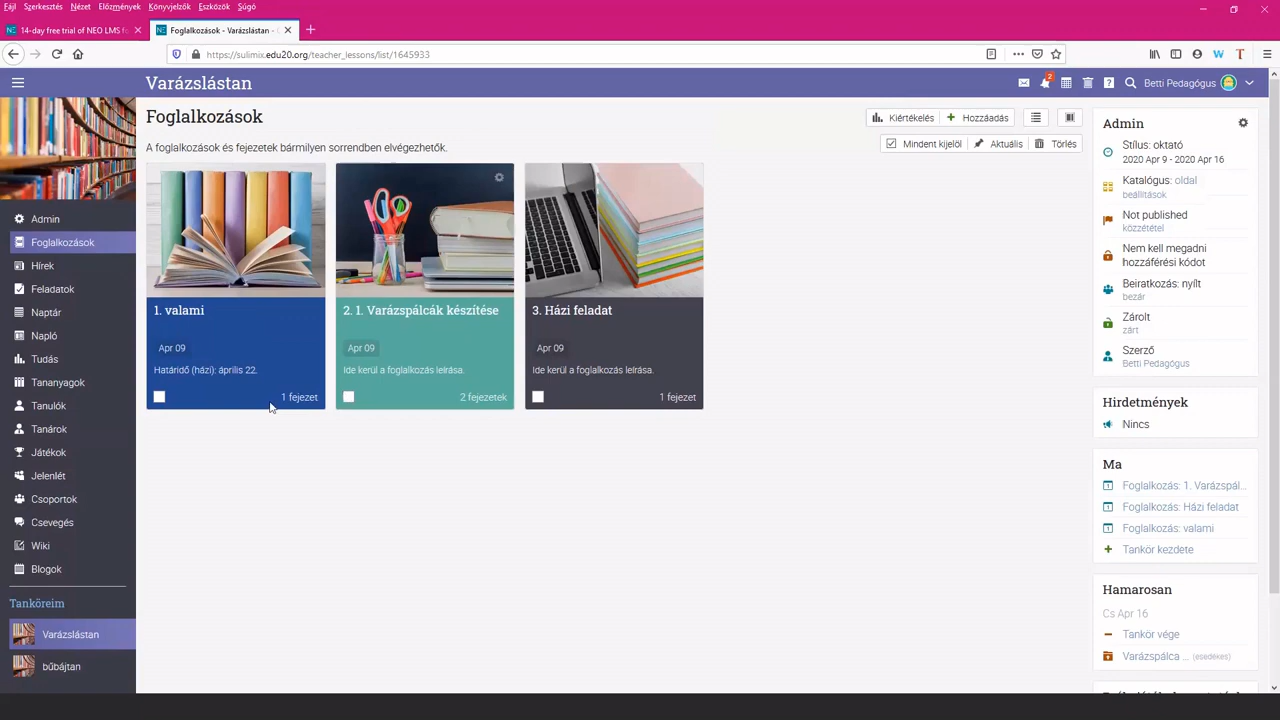 Fájl Szerkesztés Nézet Előzmények Könyvjelzők Eszközök Súgó
14-day free trial of NEO LMS f
Foglalkozások - Varázslástan -
https://sulimix.edu20.org/teacher_lessons/list/1645933
Varázslástan
2
Betti Pedagógus
Foglalkozások
Kiértékelés
Hozzáadás
A foglalkozások és fejezetek bármilyen sorrendben elvégezhetők.
Mindent kijelöl
Aktuális
Törlés
1. valami
Apr 09
Határidő (házi): április 22.
1 fejezet
2. 1. Varázspálcák készítése
Apr 09
Ide kerül a foglalkozás leírása.
2 fejezetek
3. Házi feladat
Apr 09
Ide kerül a foglalkozás leírása.
1 fejezet
Admin
Foglalkozások
Hírek
Feladatok
Naptár
Napló
Tudás
Tananyagok
Tanulók
Tanárok
Játékok
Jelenlét
Csoportok
Csevegés
Wiki
Blogok
Tanköreim
Varázslástan
bűbájtan
Admin
Stílus: oktató
2020 Apr 9 - 2020 Apr 16
Katalógus: oldal
beállítások
Not published
közzététel
Nem kell megadni
hozzáférési kódot
Beiratkozás: nyílt
bezár
Zárolt
zárt
Szerző
Betti Pedagógus
Hirdetmények
Nincs
Ma
Foglalkozás: 1. Varázspál...
Foglalkozás: Házi feladat
Foglalkozás: valami
Tankör kezdete
Hamarosan
Cs Apr 16
Tankör vége
Varázspálca ... (esedékes)